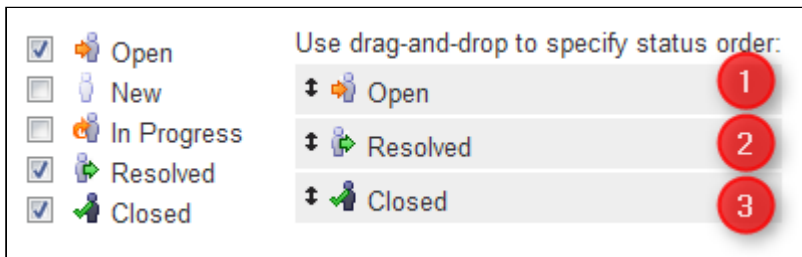 Open
New
In Progress
Resolved
Closed
Use drag-and-drop to specify status order:
Open 1
Resolved 2
Closed 3